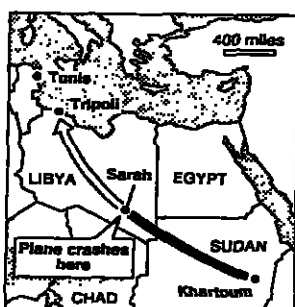 400 miles
Tunis
Tripoli
LIBYA
Sarah
EGYPT
Plane crashes
here
SUDAN
Khartoum
CHAD